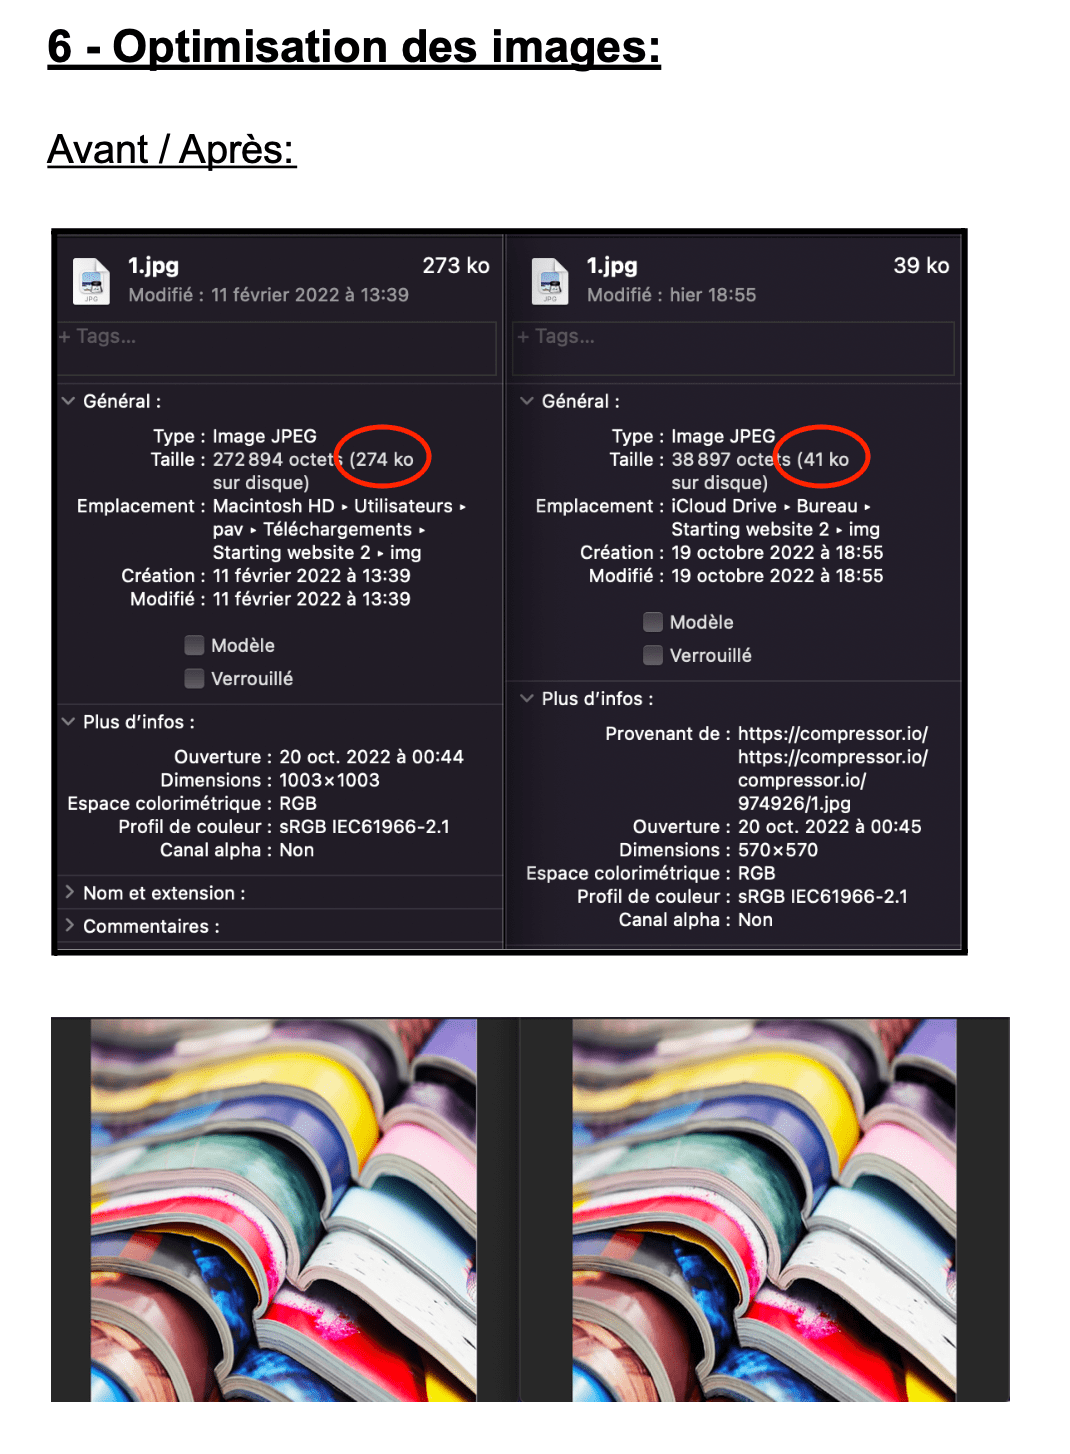 6 - Optimisation des images:
Avant / Après:
1.jpg 273 ko
Modifié : 11 février 2022 à 13:39
+ Tags...
Général :
Type : Image JPEG
Taille : 272 894 octets (274 ko
sur disque)
Emplacement : Macintosh HD ▸ Utilisateurs ▸
pav ▸ Téléchargements ▸
Starting website 2 ▸ img
Création : 11 février 2022 à 13:39
Modifié : 11 février 2022 à 13:39
Modèle
Verrouillé
Plus d’infos :
Ouverture : 20 oct. 2022 à 00:44
Dimensions : 1003×1003
Espace colorimétrique : RGB
Profil de couleur : sRGB IEC61966-2.1
Canal alpha : Non
Nom et extension :
Commentaires :
1.jpg 39 ko
Modifié : hier 18:55
+ Tags...
Général :
Type : Image JPEG
Taille : 38 897 octets (41 ko
sur disque)
Emplacement : iCloud Drive ▸ Bureau ▸
Starting website 2 ▸ img
Création : 19 octobre 2022 à 18:55
Modifié : 19 octobre 2022 à 18:55
Modèle
Verrouillé
Plus d’infos :
Provenant de : https://compressor.io/
https://compressor.io/
compressor.io/
974926/1.jpg
Ouverture : 20 oct. 2022 à 00:45
Dimensions : 570×570
Espace colorimétrique : RGB
Profil de couleur : sRGB IEC61966-2.1
Canal alpha : Non